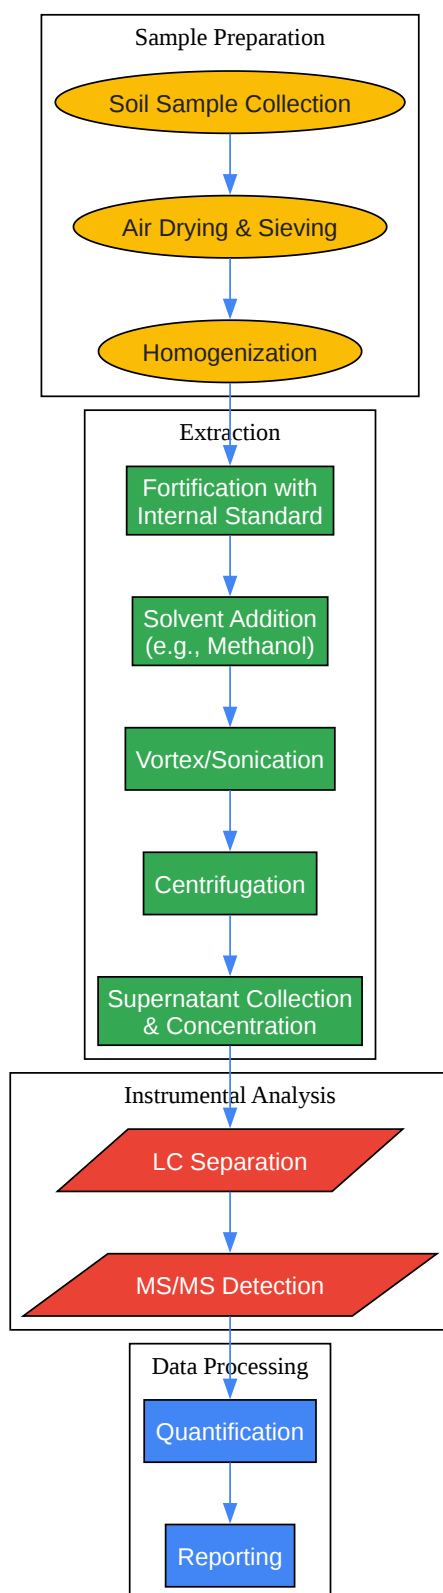 Sample Preparation
Soil Sample Collection
Air Drying & Sieving
Homogenization
Extraction
Fortification with
Internal Standard
Solvent Addition
(e.g., Methanol)
Vortex/Sonication
Centrifugation
Supernatant Collection
& Concentration
Instrumental Analysis
LC Separation
MS/MS Detection
Data Processing
Quantification
Reporting